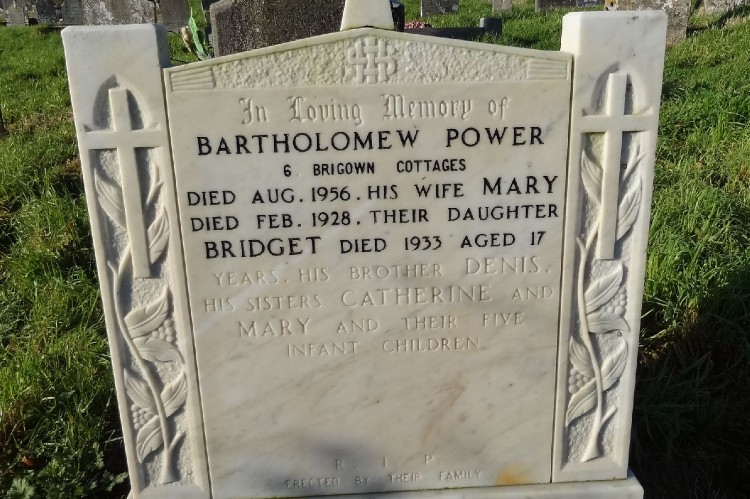 In Loving Memory of
BARTHOLOMEW POWER
6 BRIGOWN COTTAGES
DIED AUG. 1956. HIS WIFE MARY
DIED FEB. 1928. THEIR DAUGHTER
BRIDGET DIED 1933 AGED 17
YEARS. HIS BROTHER DENIS.
HIS SISTERS CATHERINE AND
MARY AND THEIR FIVE
INFANT CHILDREN.
R. I. P.
ERECTED BY THEIR FAMILY